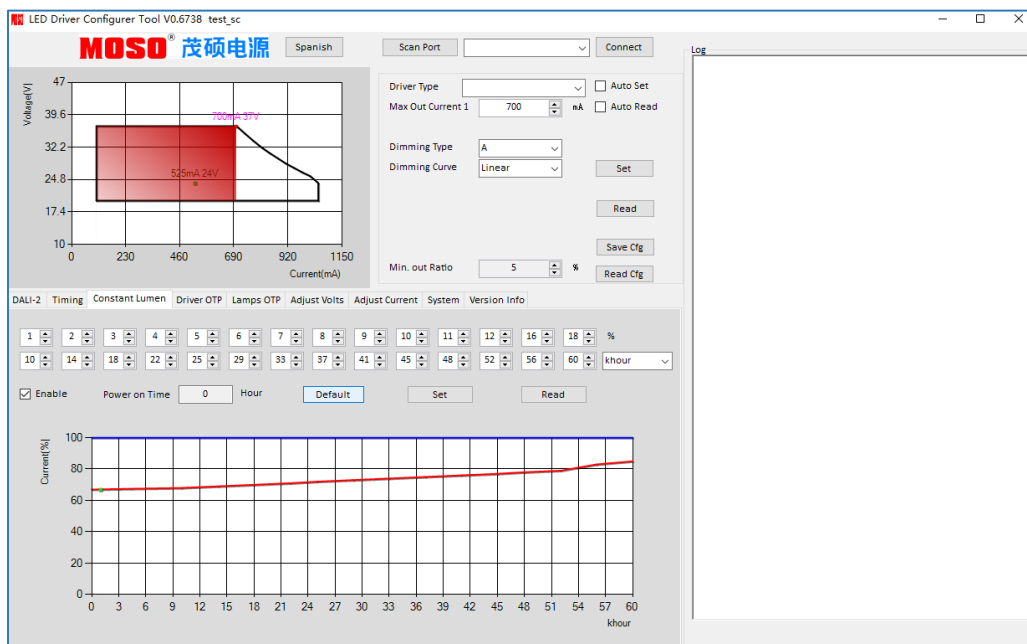 LED Driver Configurer Tool V0.6738 test_sc
MOSO® 茂硕电源
Spanish
Scan Port
Connect
Log
Voltage(V)
47
39.6
32.2
24.8
17.4
10
700mA 37V
525mA 24V
0 230 460 690 920 1150
Current(mA)
Driver Type
Auto Set
Max Out Current 1 700 mA
Auto Read
Dimming Type A
Dimming Curve Linear
Set
Read
Save Cfg
Min. out Ratio 5 %
Read Cfg
DALI-2 Timing Constant Lumen Driver OTP Lamps OTP Adjust Volts Adjust Current System Version Info
1 2 3 4 5 6 7 8 9 10 11 12 16 18 %
10 14 18 22 25 29 33 37 41 45 48 52 56 60 khour
Enable Power on Time 0 Hour Default Set Read
Current(%)
100
80
60
40
20
0
0 3 6 9 12 15 18 21 24 27 30 33 36 39 42 45 48 51 54 57 60
khour